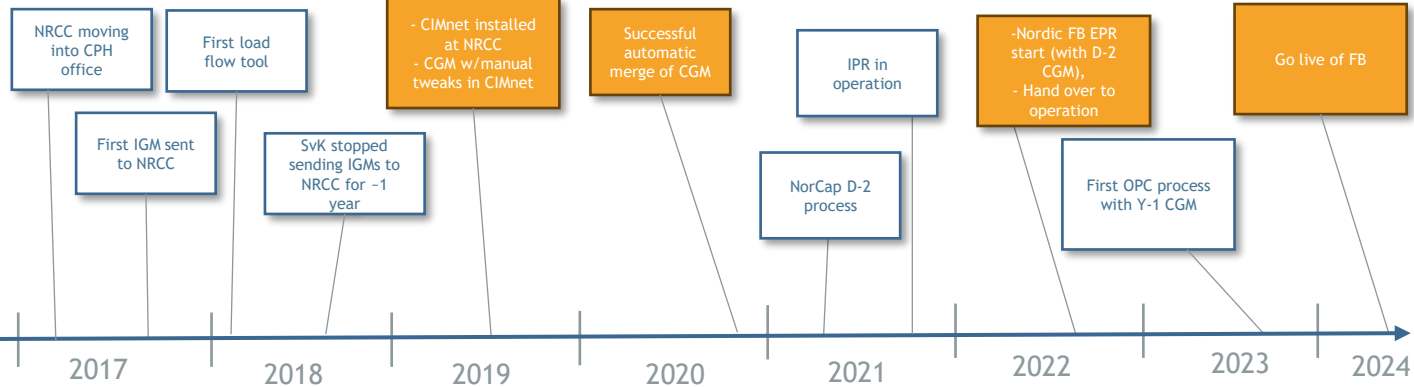 NRCC moving
into CPH
office
First IGM sent
to NRCC
First load
flow tool
SvK stopped
sending IGMs to
NRCC for ~1
year
- CIMnet installed
at NRCC
- CGM w/manual
tweaks in CIMnet
Successful
automatic
merge of CGM
NorCap D-2
process
IPR in
operation
-Nordic FB EPR
start (with D-2
CGM),
- Hand over to
operation
First OPC process
with Y-1 CGM
Go live of FB
2017
2018
2019
2020
2021
2022
2023
2024